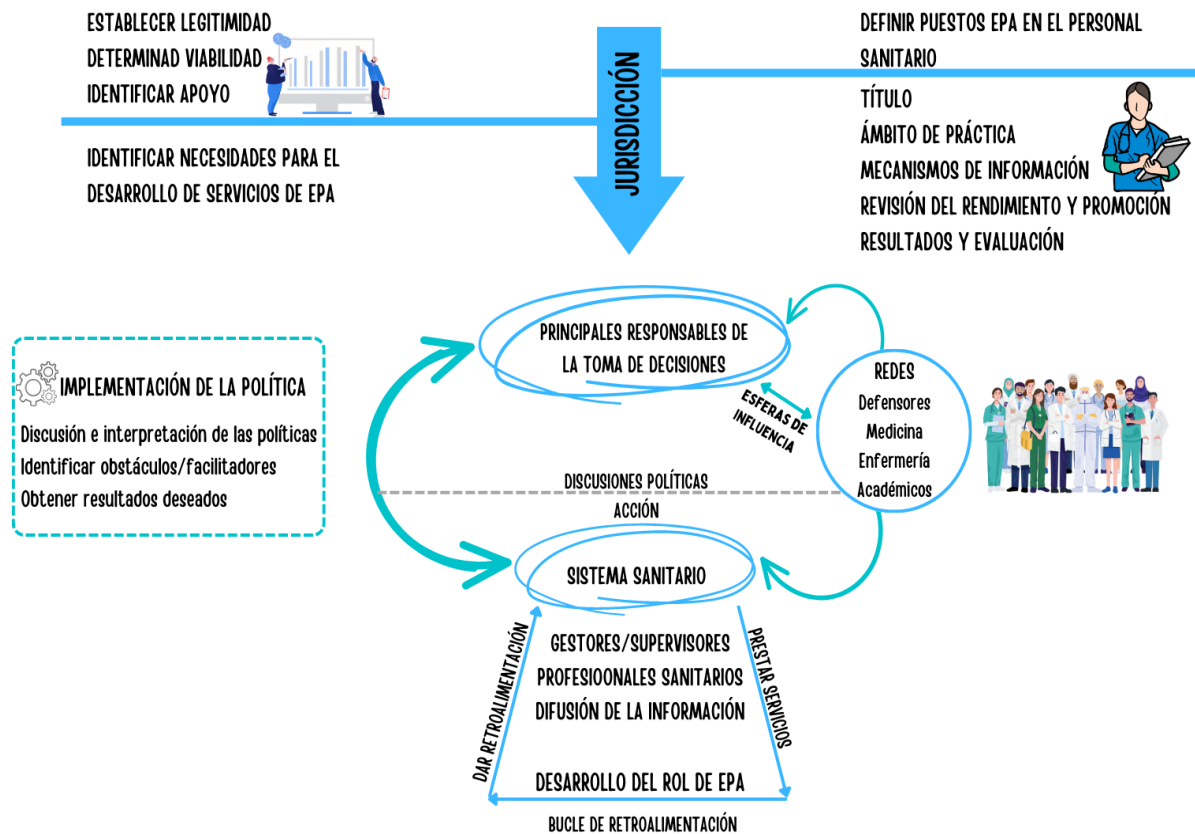 ESTABLECER LEGITIMIDAD
DETERMINAD VIABILIDAD
IDENTIFICAR APOYO
IDENTIFICAR NECESIDADES PARA EL
DESARROLLO DE SERVICIOS DE EPA
JURISDICCIÓN
DEFINIR PUESTOS EPA EN EL PERSONAL
SANITARIO
TÍTULO
ÁMBITO DE PRÁCTICA
MECANISMOS DE INFORMACIÓN
REVISIÓN DEL RENDIMIENTO Y PROMOCIÓN
RESULTADOS Y EVALUACIÓN
IMPLEMENTACIÓN DE LA POLÍTICA
Discusión e interpretación de las políticas
Identificar obstáculos/facilitadores
Obtener resultados deseados
PRINCIPALES RESPONSABLES DE
LA TOMA DE DECISIONES
ESFERAS DE
INFLUENCIA
REDES
Defensores
Medicina
Enfermería
Académicos
DISCUSIONES POLÍTICAS
ACCIÓN
SISTEMA SANITARIO
DAR RETROALIMENTACIÓN
GESTORES/SUPERVISORES
PROFESIOONALES SANITARIOS
DIFUSIÓN DE LA INFORMACIÓN
PRESTAR SERVICIOS
DESARROLLO DEL ROL DE EPA
BUCLE DE RETROALIMENTACIÓN